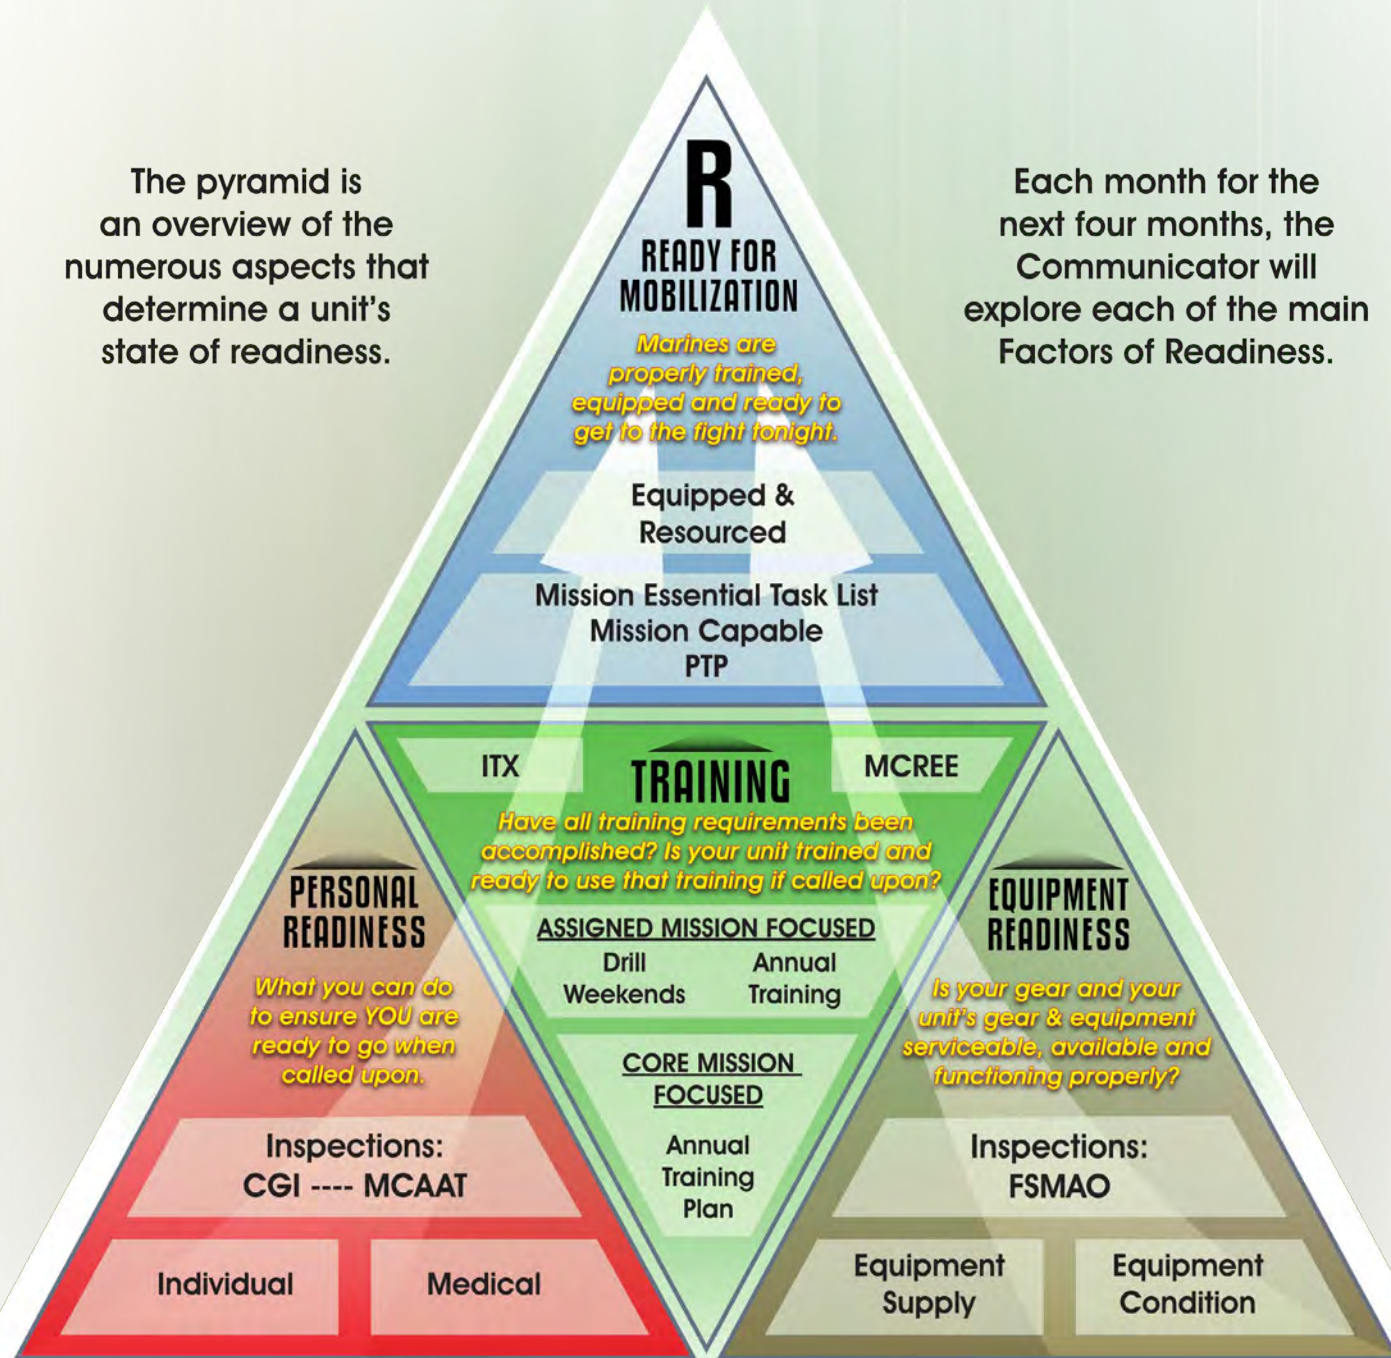 The pyramid is
an overview of the
numerous aspects that
determine a unit's
state of readiness.
Each month for the
next four months, the
Communicator will
explore each of the main
Factors of Readiness.
R
READY FOR
MOBILIZATION
Marines are
properly trained,
equipped and ready to
get to the fight tonight.
Equipped &
Resourced
Mission Essential Task List
Mission Capable
PTP
ITX
TRAINING
MCREE
Have all training requirements been
accomplished? Is your unit trained and
ready to use that training if called upon?
ASSIGNED MISSION FOCUSED
Drill
Weekends
Annual
Training
CORE MISSION
FOCUSED
Annual
Training
Plan
PERSONAL
READINESS
What you can do
to ensure YOU are
ready to go when
called upon.
Inspections:
CGI ---- MCAAT
Individual
Medical
EQUIPMENT
READINESS
Is your gear and your
unit's gear & equipment
serviceable, available and
functioning properly?
Inspections:
FSMAO
Equipment
Supply
Equipment
Condition